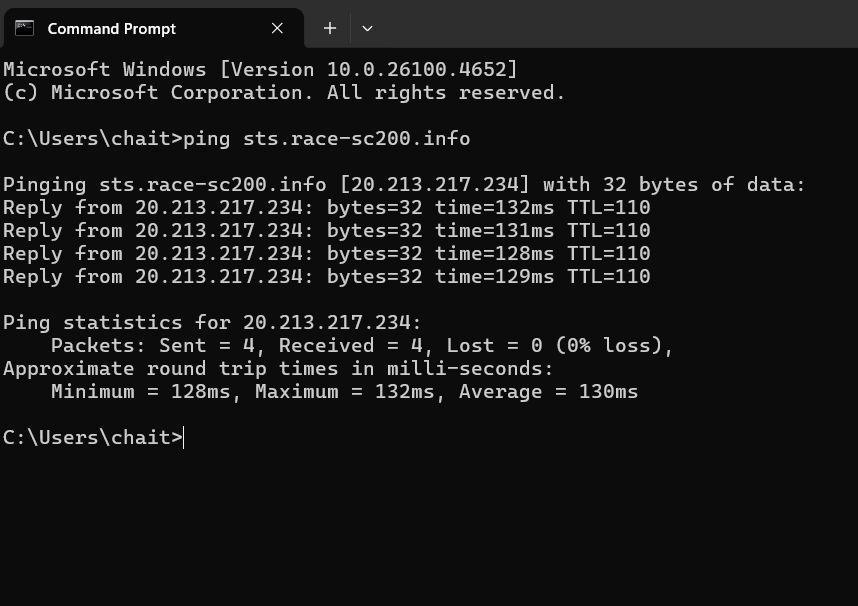 Command Prompt
Microsoft Windows [Version 10.0.26100.4652]
(c) Microsoft Corporation. All rights reserved.
C:\Users\chait>ping sts.race-sc200.info
Pinging sts.race-sc200.info [20.213.217.234] with 32 bytes of data:
Reply from 20.213.217.234: bytes=32 time=132ms TTL=110
Reply from 20.213.217.234: bytes=32 time=131ms TTL=110
Reply from 20.213.217.234: bytes=32 time=128ms TTL=110
Reply from 20.213.217.234: bytes=32 time=129ms TTL=110
Ping statistics for 20.213.217.234:
    Packets: Sent = 4, Received = 4, Lost = 0 (0% loss),
Approximate round trip times in milli-seconds:
    Minimum = 128ms, Maximum = 132ms, Average = 130ms
C:\Users\chait>